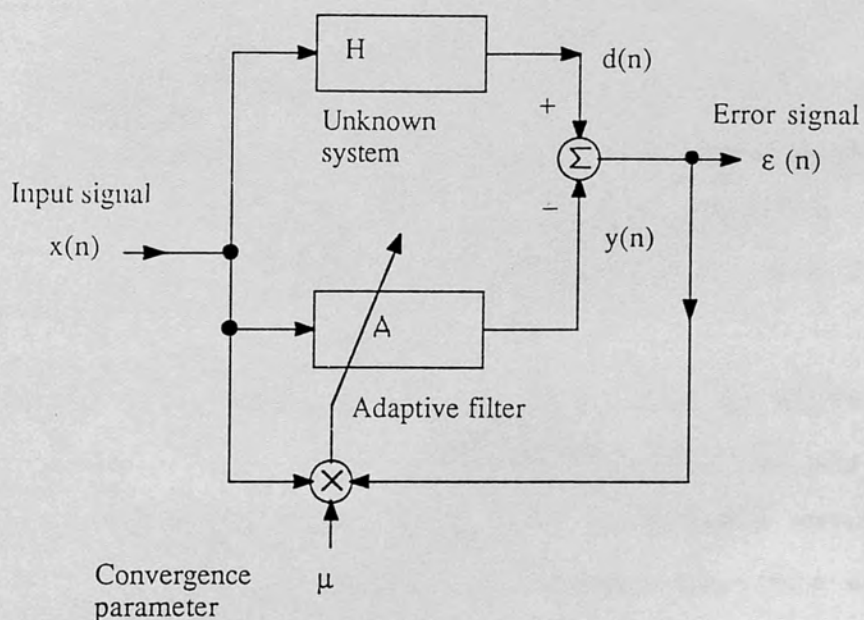 H
d(n)
+
Unknown
system
Error signal
Σ
ε (n)
Input signal
−
x(n)
y(n)
A
Adaptive filter
×
Convergence
parameter
μ